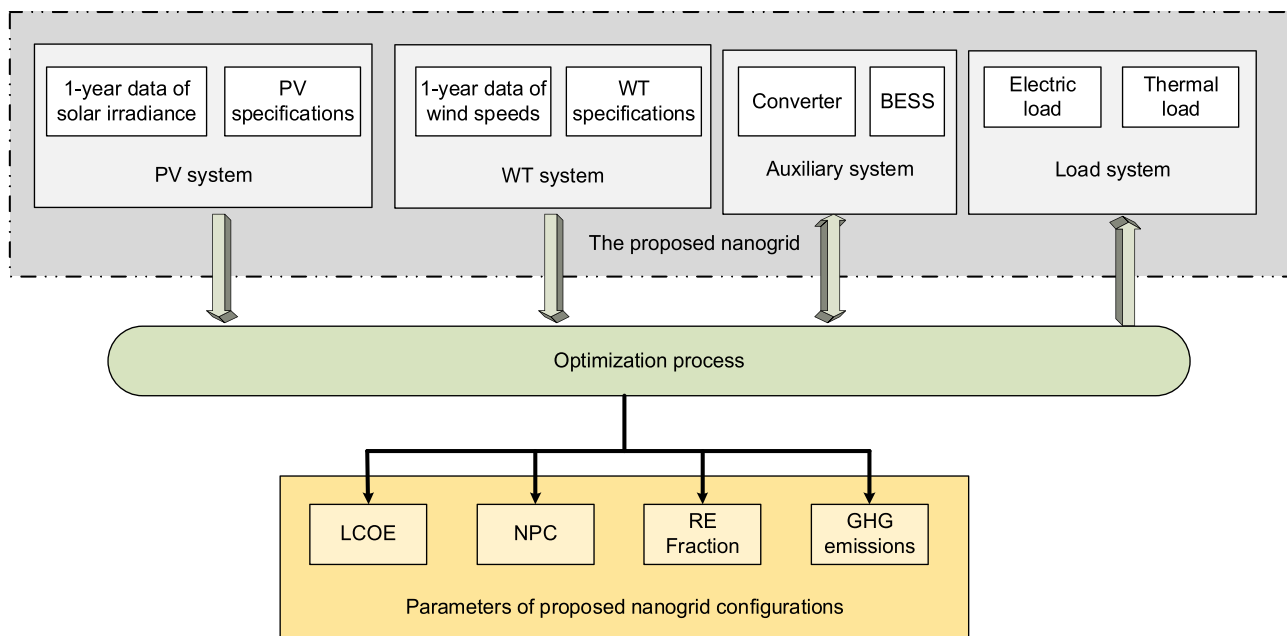 1-year data of
solar irradiance
PV
specifications
PV system
1-year data of
wind speeds
WT
specifications
WT system
Converter
BESS
Auxiliary system
Electric
load
Thermal
load
Load system
The proposed nanogrid
Optimization process
LCOE
NPC
RE
Fraction
GHG
emissions
Parameters of proposed nanogrid configurations